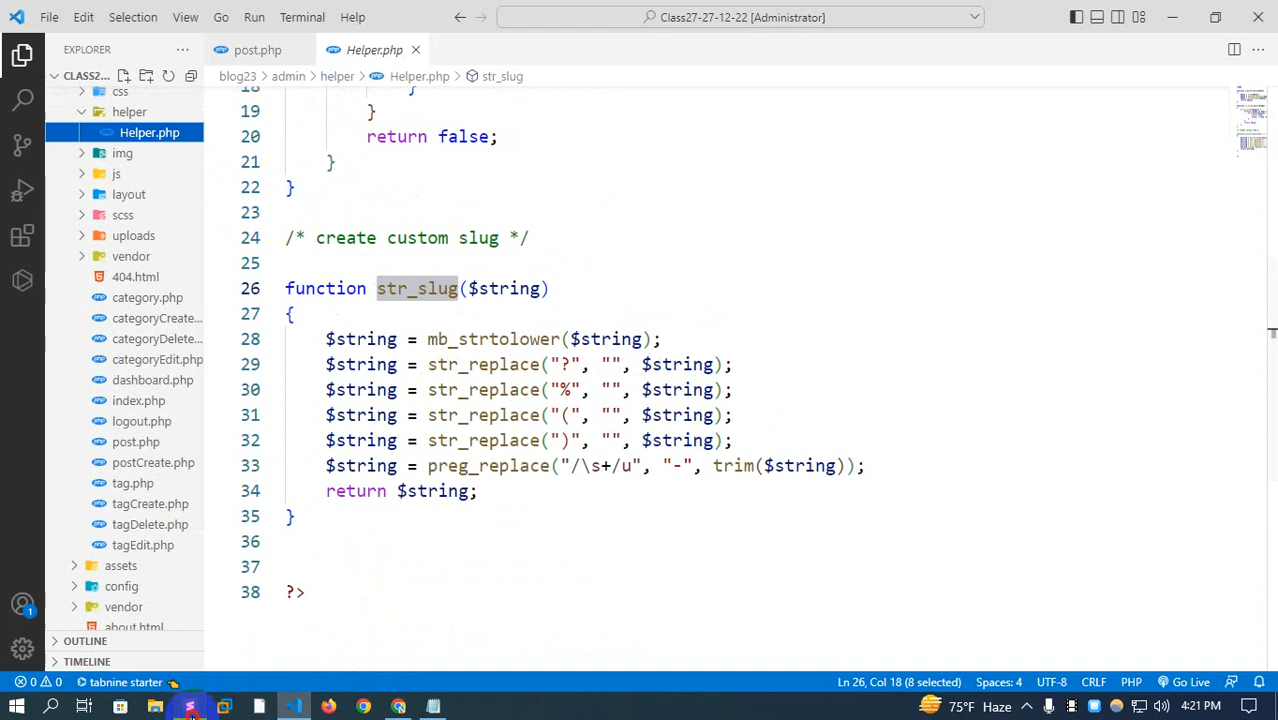 File Edit Selection View Go Run Terminal Help
Class27-27-12-22 [Administrator]
EXPLORER
post.php
Helper.php
CLASS2...
blog23 admin helper Helper.php str_slug
css
helper
Helper.php
img
js
layout
scss
uploads
vendor
404.html
category.php
categoryCreate...
categoryDelete...
categoryEdit.php
dashboard.php
index.php
logout.php
post.php
postCreate.php
tag.php
tagCreate.php
tagDelete.php
tagEdit.php
assets
config
vendor
about.html
OUTLINE
TIMELINE
18 }
19 }
20 return false;
21 }
22 }
23
24 /* create custom slug */
25
26 function str_slug($string)
27 {
28 $string = mb_strtolower($string);
29 $string = str_replace("?", "", $string);
30 $string = str_replace("%", "", $string);
31 $string = str_replace("(", "", $string);
32 $string = str_replace(")", "", $string);
33 $string = preg_replace("/\s+/u", "-", trim($string));
34 return $string;
35 }
36
37
38 ?>
1
0 0 tabnine starter Ln 26, Col 18 (8 selected) Spaces: 4 UTF-8 CRLF PHP Go Live
75°F Haze 4:21 PM